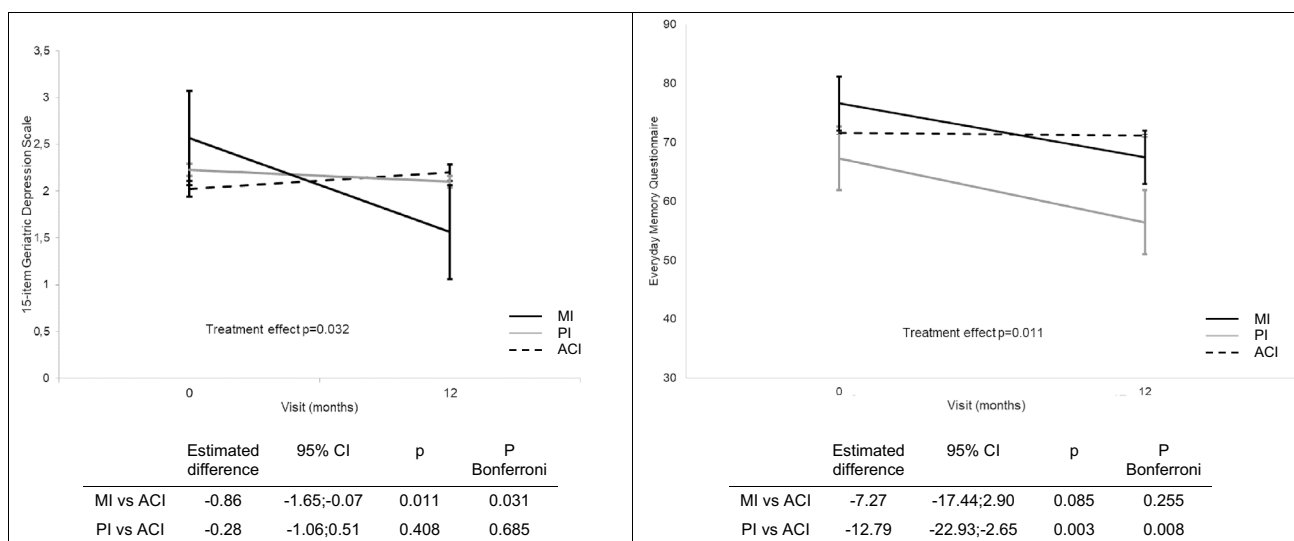 3,5
3
2,5
2
1,5
1
0,5
0
15-item Geriatric Depression Scale
Treatment effect p=0.032
MI
PI
ACI
0 12
Visit (months)
Estimated difference 95% CI p P Bonferroni
MI vs ACI -0.86 -1.65;-0.07 0.011 0.031
PI vs ACI -0.28 -1.06;0.51 0.408 0.685
90
80
70
60
50
40
30
Everyday Memory Questionnaire
Treatment effect p=0.011
MI
PI
ACI
0 12
Visit (months)
Estimated difference 95% CI p P Bonferroni
MI vs ACI -7.27 -17.44;2.90 0.085 0.255
PI vs ACI -12.79 -22.93;-2.65 0.003 0.008